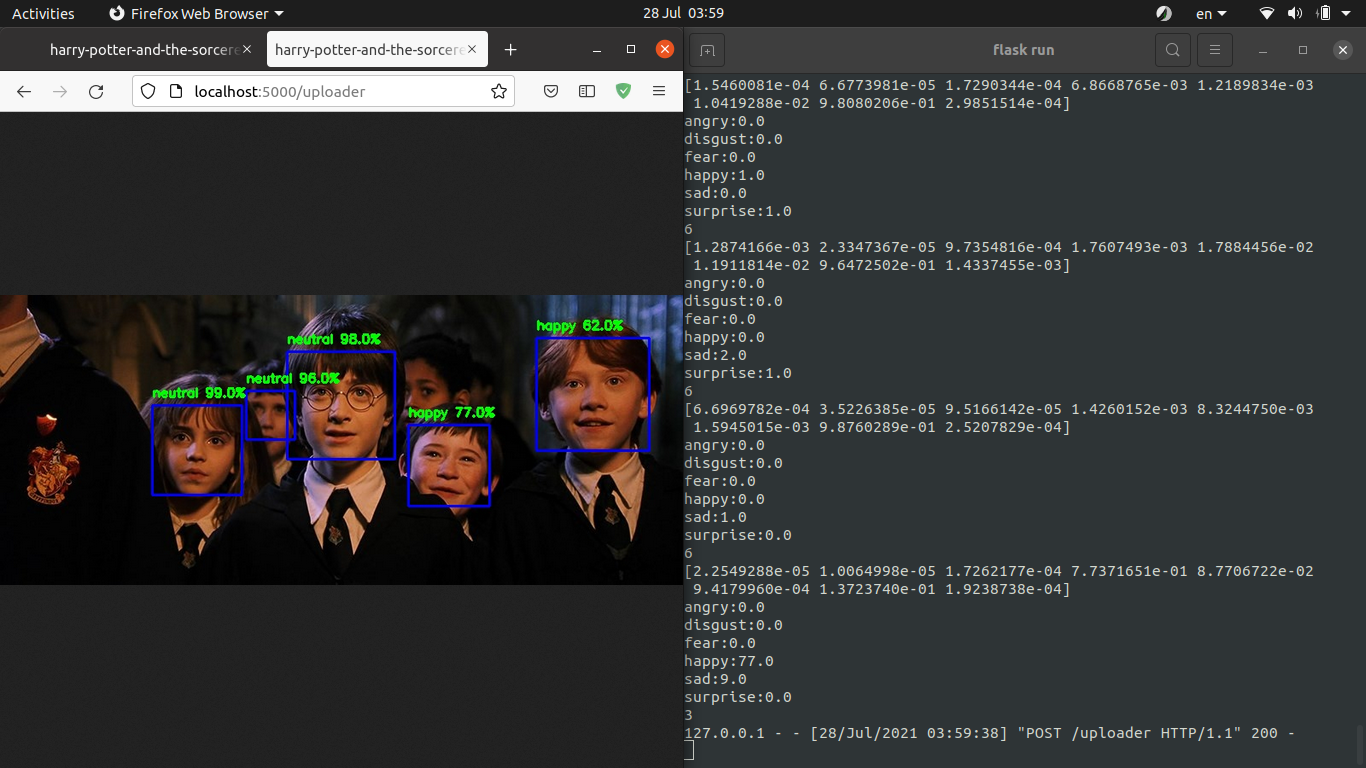 Activities
Firefox Web Browser
28 Jul 03:59
en
harry-potter-and-the-sorcere
harry-potter-and-the-sorcere
localhost:5000/uploader
neutral 99.0%
neutral 96.0%
neutral 98.0%
happy 77.0%
happy 62.0%
flask run
[1.5460081e-04 6.6773981e-05 1.7290344e-04 6.8668765e-03 1.2189834e-03
1.0419288e-02 9.8080206e-01 2.9851514e-04]
angry:0.0
disgust:0.0
fear:0.0
happy:1.0
sad:0.0
surprise:1.0
6
[1.2874166e-03 2.3347367e-05 9.7354816e-04 1.7607493e-03 1.7884456e-02
1.1911814e-02 9.6472502e-01 1.4337455e-03]
angry:0.0
disgust:0.0
fear:0.0
happy:0.0
sad:2.0
surprise:1.0
6
[6.6969782e-04 3.5226385e-05 9.5166142e-05 1.4260152e-03 8.3244750e-03
1.5945015e-03 9.8760289e-01 2.5207829e-04]
angry:0.0
disgust:0.0
fear:0.0
happy:0.0
sad:1.0
surprise:0.0
6
[2.2549288e-05 1.0064998e-05 1.7262177e-04 7.7371651e-01 8.7706722e-02
9.4179960e-04 1.3723740e-01 1.9238738e-04]
angry:0.0
disgust:0.0
fear:0.0
happy:77.0
sad:9.0
surprise:0.0
3
127.0.0.1 - - [28/Jul/2021 03:59:38] "POST /uploader HTTP/1.1" 200 -